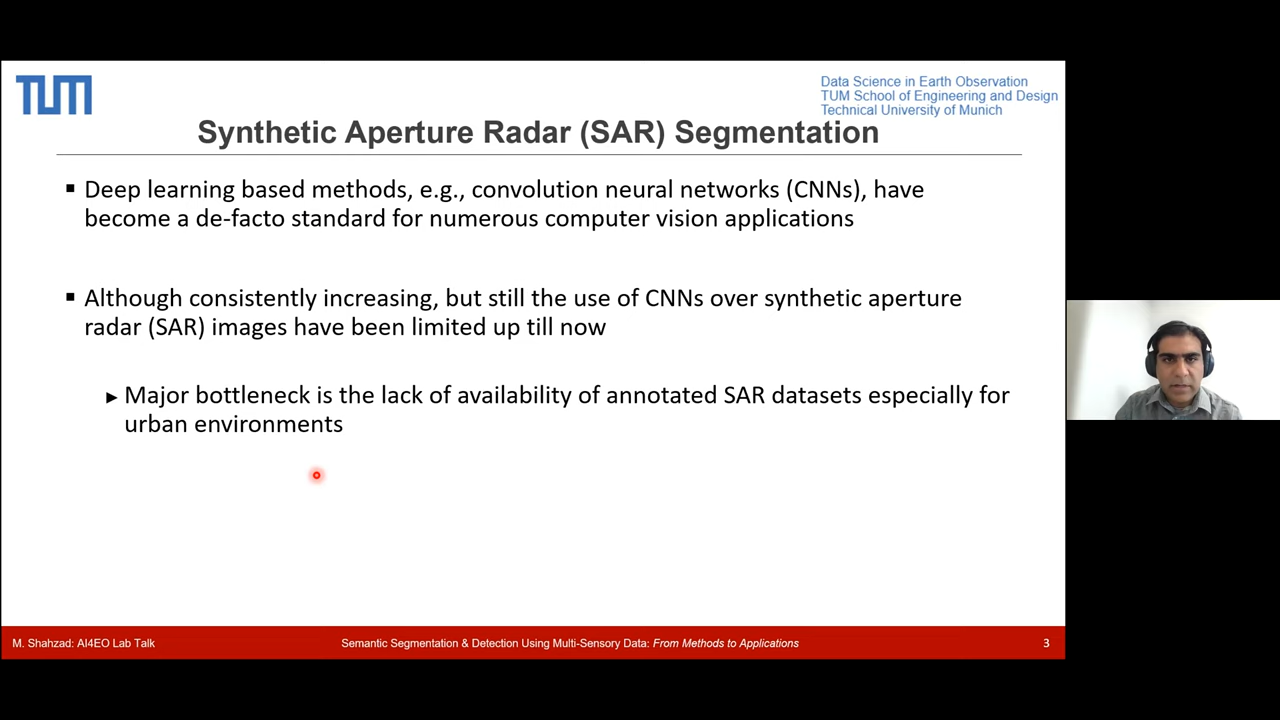 TUM
Data Science in Earth Observation
TUM School of Engineering and Design
Technical University of Munich
Synthetic Aperture Radar (SAR) Segmentation
▪ Deep learning based methods, e.g., convolution neural networks (CNNs), have
become a de-facto standard for numerous computer vision applications
▪ Although consistently increasing, but still the use of CNNs over synthetic aperture
radar (SAR) images have been limited up till now
▶ Major bottleneck is the lack of availability of annotated SAR datasets especially for
urban environments
M. Shahzad: AI4EO Lab Talk
Semantic Segmentation & Detection Using Multi-Sensory Data: From Methods to Applications
3